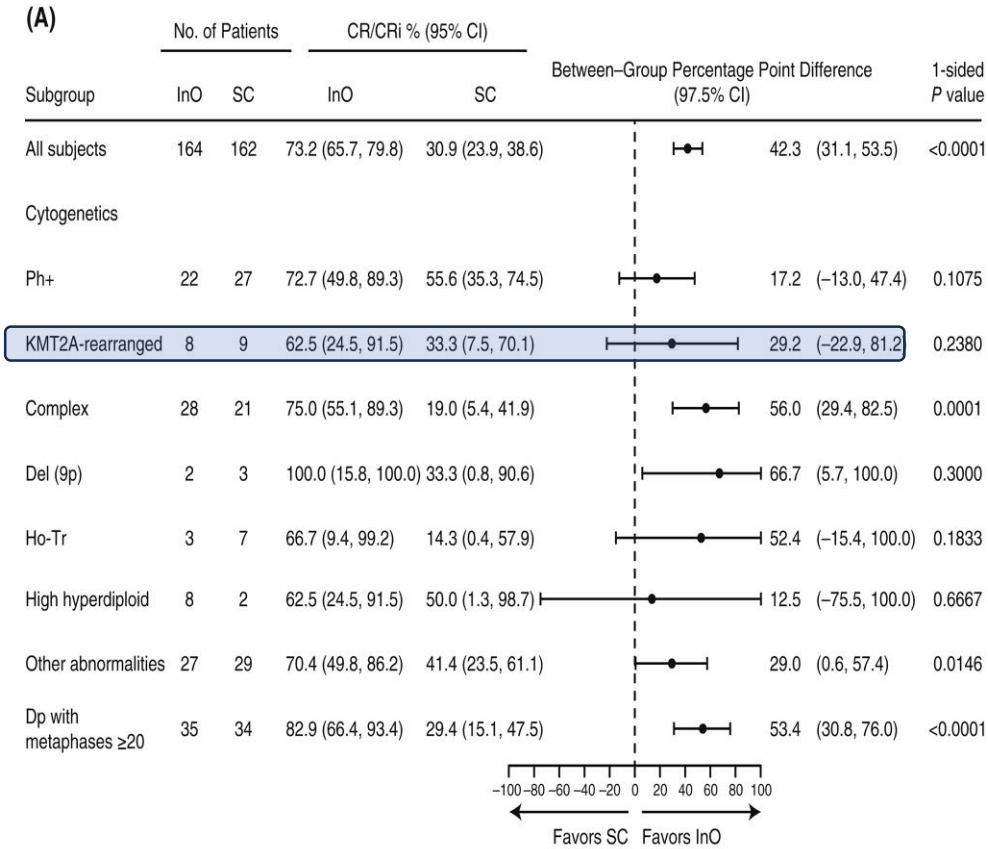 (A)
No. of Patients CR/CRi % (95% CI)
Between–Group Percentage Point Difference 1-sided
Subgroup InO SC InO SC (97.5% CI) P value
All subjects 164 162 73.2 (65.7, 79.8) 30.9 (23.9, 38.6) 42.3 (31.1, 53.5) <0.0001
Cytogenetics
Ph+ 22 27 72.7 (49.8, 89.3) 55.6 (35.3, 74.5) 17.2 (–13.0, 47.4) 0.1075
KMT2A-rearranged 8 9 62.5 (24.5, 91.5) 33.3 (7.5, 70.1) 29.2 (–22.9, 81.2) 0.2380
Complex 28 21 75.0 (55.1, 89.3) 19.0 (5.4, 41.9) 56.0 (29.4, 82.5) 0.0001
Del (9p) 2 3 100.0 (15.8, 100.0) 33.3 (0.8, 90.6) 66.7 (5.7, 100.0) 0.3000
Ho-Tr 3 7 66.7 (9.4, 99.2) 14.3 (0.4, 57.9) 52.4 (–15.4, 100.0) 0.1833
High hyperdiploid 8 2 62.5 (24.5, 91.5) 50.0 (1.3, 98.7) 12.5 (–75.5, 100.0) 0.6667
Other abnormalities 27 29 70.4 (49.8, 86.2) 41.4 (23.5, 61.1) 29.0 (0.6, 57.4) 0.0146
Dp with
metaphases ≥20 35 34 82.9 (66.4, 93.4) 29.4 (15.1, 47.5) 53.4 (30.8, 76.0) <0.0001
–100 –80 –60 –40 –20 0 20 40 60 80 100
Favors SC Favors InO